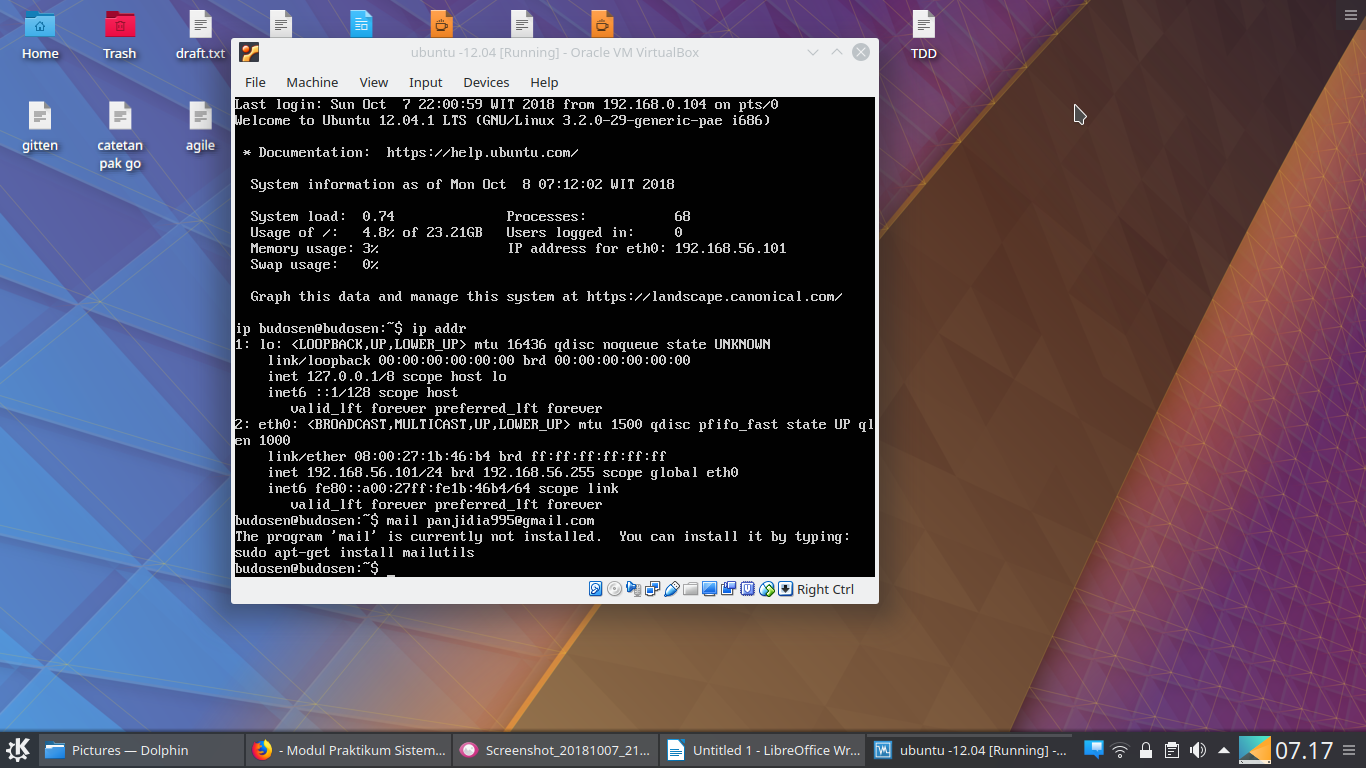 Home
Trash
draft.txt
TDD
gitten
catetan
pak go
agile
ubuntu -12.04 [Running] - Oracle VM VirtualBox
File Machine View Input Devices Help
Last login: Sun Oct  7 22:00:59 WIT 2018 from 192.168.0.104 on pts/0
Welcome to Ubuntu 12.04.1 LTS (GNU/Linux 3.2.0-29-generic-pae i686)
 * Documentation:  https://help.ubuntu.com/
  System information as of Mon Oct  8 07:12:02 WIT 2018
  System load:  0.74              Processes:           68
  Usage of /:   4.8% of 23.21GB   Users logged in:     0
  Memory usage: 3%                IP address for eth0: 192.168.56.101
  Swap usage:   0%
  Graph this data and manage this system at https://landscape.canonical.com/
ip budosen@budosen:~$ ip addr
1: lo: <LOOPBACK,UP,LOWER_UP> mtu 16436 qdisc noqueue state UNKNOWN
    link/loopback 00:00:00:00:00:00 brd 00:00:00:00:00:00
    inet 127.0.0.1/8 scope host lo
    inet6 ::1/128 scope host
       valid_lft forever preferred_lft forever
2: eth0: <BROADCAST,MULTICAST,UP,LOWER_UP> mtu 1500 qdisc pfifo_fast state UP ql
en 1000
    link/ether 08:00:27:1b:46:b4 brd ff:ff:ff:ff:ff:ff
    inet 192.168.56.101/24 brd 192.168.56.255 scope global eth0
    inet6 fe80::a00:27ff:fe1b:46b4/64 scope link
       valid_lft forever preferred_lft forever
budosen@budosen:~$ mail panjidia995@gmail.com
The program 'mail' is currently not installed.  You can install it by typing:
sudo apt-get install mailutils
budosen@budosen:~$
Right Ctrl
Pictures — Dolphin
- Modul Praktikum Sistem...
Screenshot_20181007_21...
Untitled 1 - LibreOffice Wr...
ubuntu -12.04 [Running] -...
07.17